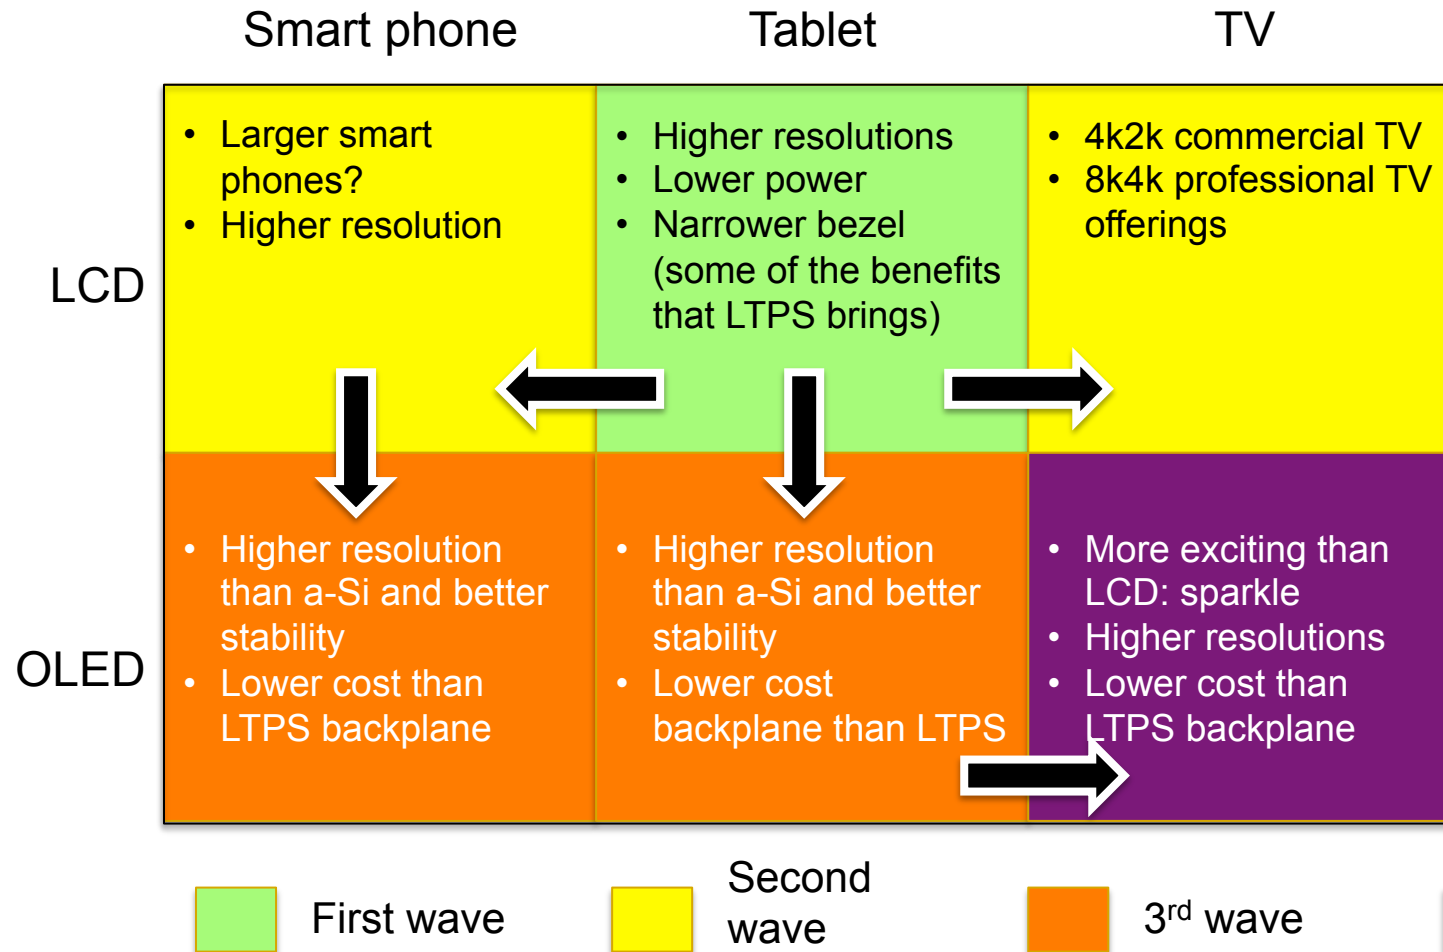 Smart phone
Tablet
TV
LCD
• Larger smart
phones?
• Higher resolution
• Higher resolutions
• Lower power
• Narrower bezel
(some of the benefits
that LTPS brings)
• 4k2k commercial TV
• 8k4k professional TV
offerings
OLED
• Higher resolution
than a-Si and better
stability
• Lower cost than
LTPS backplane
• Higher resolution
than a-Si and better
stability
• Lower cost
backplane than LTPS
• More exciting than
LCD: sparkle
• Higher resolutions
• Lower cost than
LTPS backplane
First wave
Second
wave
3rd wave